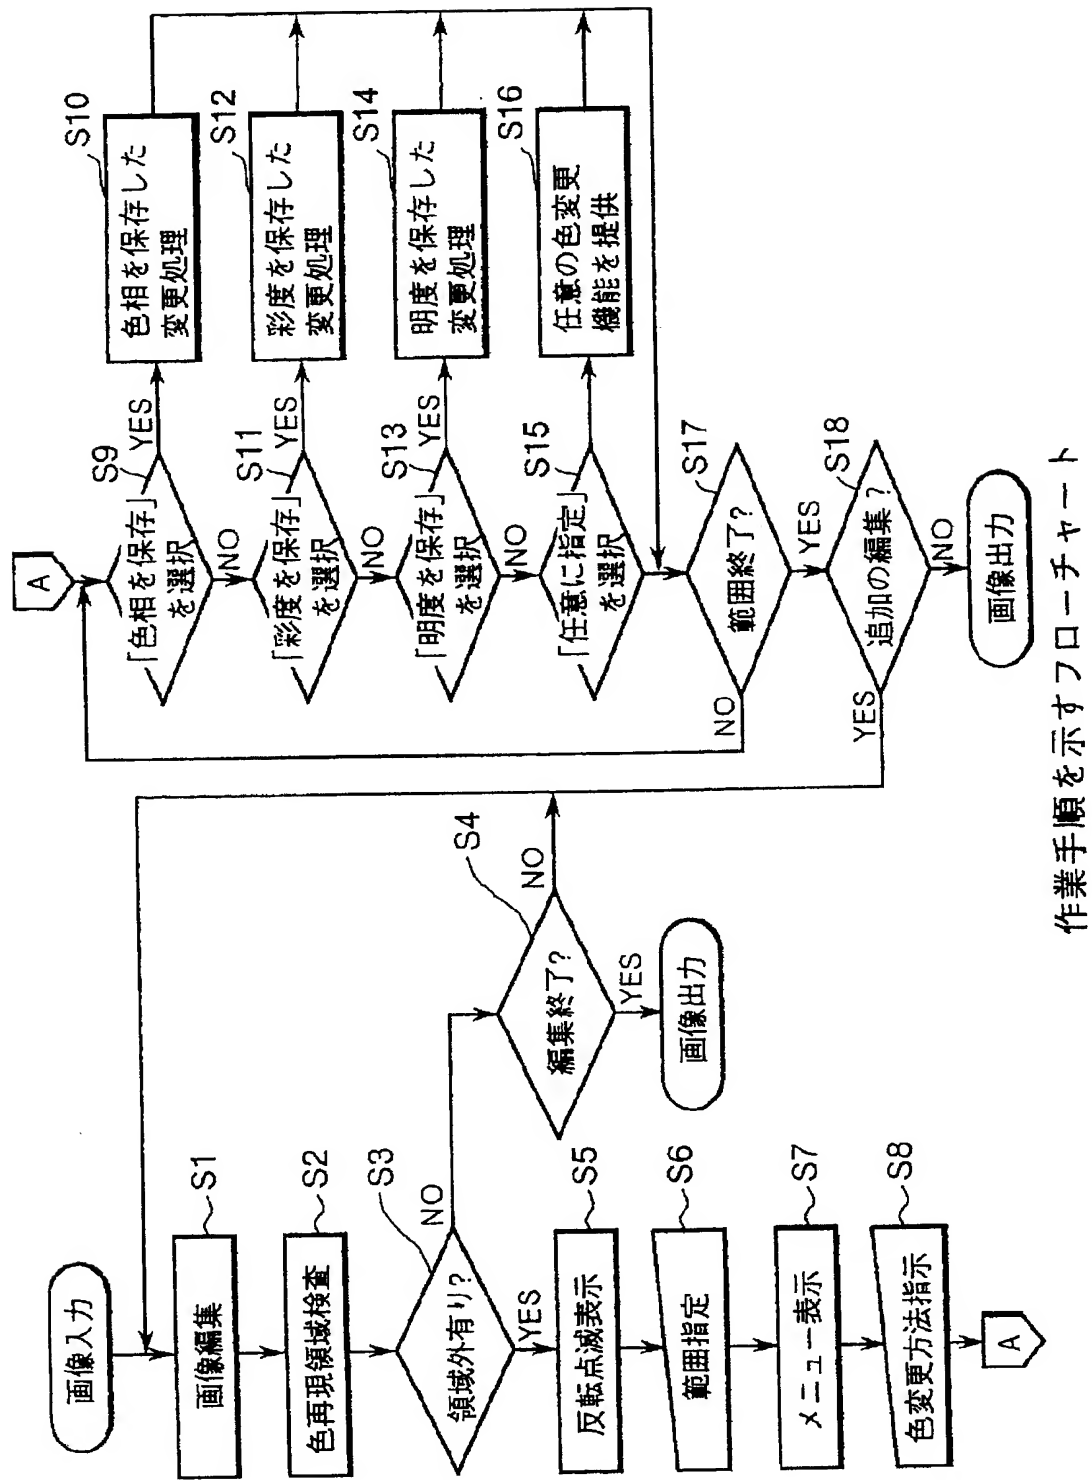 画像入力
画像編集
S1
色再現領域検査
S2
領域外有り?
S3
NO
YES
編集終了?
S4
NO
YES
画像出力
反転点滅表示
S5
範囲指定
S6
メニュー表示
S7
色変更方法指示
S8
A
A
「色相を保存」
を選択
S9
YES
NO
色相を保存した
変更処理
S10
「彩度を保存」
を選択
S11
YES
NO
彩度を保存した
変更処理
S12
「明度を保存」
を選択
S13
YES
NO
明度を保存した
変更処理
S14
「任意に指定」
を選択
S15
任意の色変更
機能を提供
S16
範囲終了?
S17
NO
YES
追加の編集?
S18
YES
NO
画像出力
作業手順を示すフローチャート